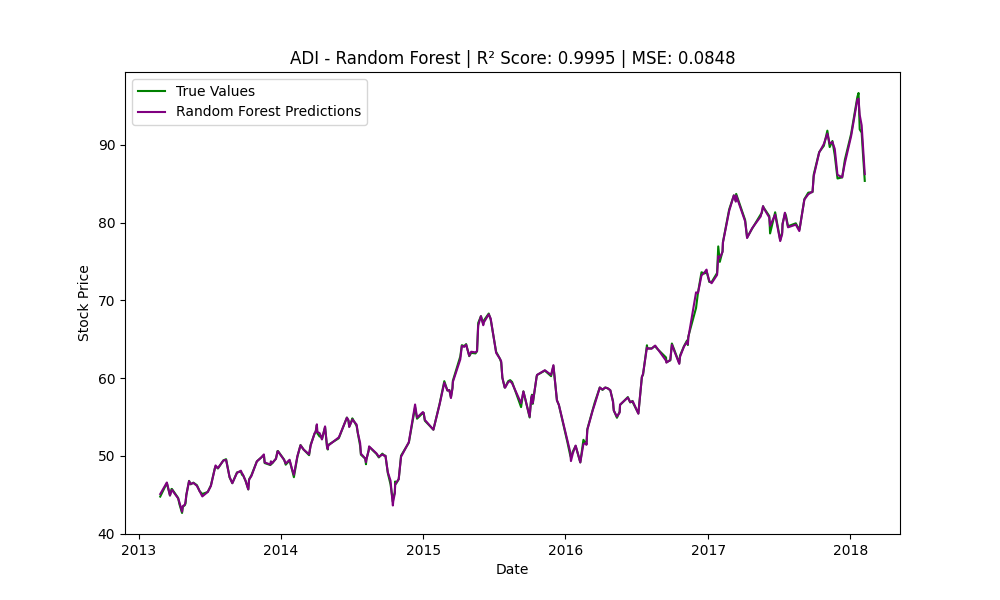 ADI - Random Forest | R² Score: 0.9995 | MSE: 0.0848
True Values
Random Forest Predictions
90
80
70
60
50
40
Stock Price
2013 2014 2015 2016 2017 2018
Date